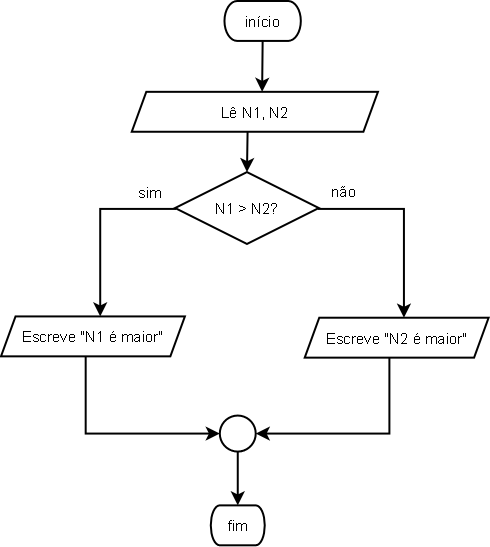 início
Lê N1, N2
sim
não
N1 > N2?
Escreve "N1 é maior"
Escreve "N2 é maior"
fim